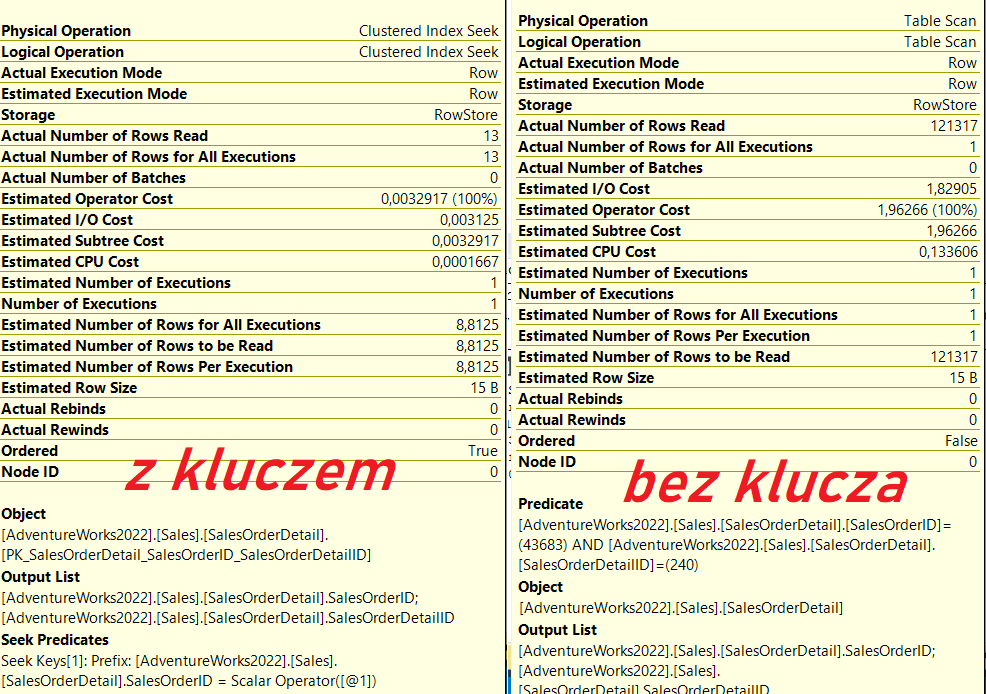 Physical Operation Clustered Index Seek
Logical Operation Clustered Index Seek
Actual Execution Mode Row
Estimated Execution Mode Row
Storage RowStore
Actual Number of Rows Read 13
Actual Number of Rows for All Executions 13
Actual Number of Batches 0
Estimated Operator Cost 0,0032917 (100%)
Estimated I/O Cost 0,003125
Estimated Subtree Cost 0,0032917
Estimated CPU Cost 0,0001667
Estimated Number of Executions 1
Number of Executions 1
Estimated Number of Rows for All Executions 8,8125
Estimated Number of Rows to be Read 8,8125
Estimated Number of Rows Per Execution 8,8125
Estimated Row Size 15 B
Actual Rebinds 0
Actual Rewinds 0
Ordered True
Node ID 0
z kluczem
Object
[AdventureWorks2022].[Sales].[SalesOrderDetail].
[PK_SalesOrderDetail_SalesOrderID_SalesOrderDetailID]
Output List
[AdventureWorks2022].[Sales].[SalesOrderDetail].SalesOrderID;
[AdventureWorks2022].[Sales].[SalesOrderDetail].SalesOrderDetailID
Seek Predicates
Seek Keys[1]: Prefix: [AdventureWorks2022].[Sales].
[SalesOrderDetail].SalesOrderID = Scalar Operator([@1])
Physical Operation Table Scan
Logical Operation Table Scan
Actual Execution Mode Row
Estimated Execution Mode Row
Storage RowStore
Actual Number of Rows Read 121317
Actual Number of Rows for All Executions 1
Actual Number of Batches 0
Estimated I/O Cost 1,82905
Estimated Operator Cost 1,96266 (100%)
Estimated Subtree Cost 1,96266
Estimated CPU Cost 0,133606
Estimated Number of Executions 1
Number of Executions 1
Estimated Number of Rows for All Executions 1
Estimated Number of Rows Per Execution 1
Estimated Number of Rows to be Read 121317
Estimated Row Size 15 B
Actual Rebinds 0
Actual Rewinds 0
Ordered False
Node ID 0
bez klucza
Predicate
[AdventureWorks2022].[Sales].[SalesOrderDetail].[SalesOrderID]=
(43683) AND [AdventureWorks2022].[Sales].[SalesOrderDetail].
[SalesOrderDetailID]=(240)
Object
[AdventureWorks2022].[Sales].[SalesOrderDetail]
Output List
[AdventureWorks2022].[Sales].[SalesOrderDetail].SalesOrderID;
[AdventureWorks2022].[Sales].
[SalesOrderDetail].SalesOrderDetailID